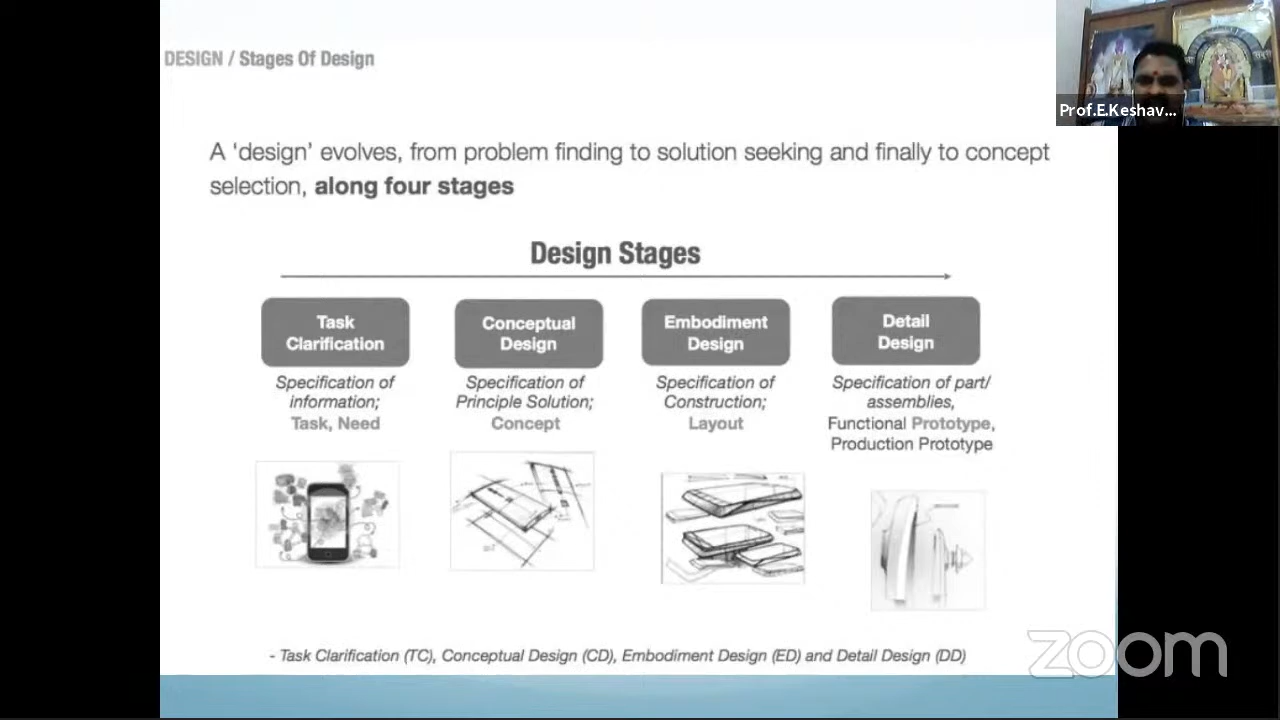 DESIGN / Stages Of Design
Prof.E.Keshav...
A 'design' evolves, from problem finding to solution seeking and finally to concept
selection, along four stages
Design Stages
Task
Clarification
Specification of
information;
Task, Need
Conceptual
Design
Specification of
Principle Solution;
Concept
Embodiment
Design
Specification of
Construction;
Layout
Detail
Design
Specification of part/
assemblies,
Functional Prototype,
Production Prototype
- Task Clarification (TC), Conceptual Design (CD), Embodiment Design (ED) and Detail Design (DD)
zoom